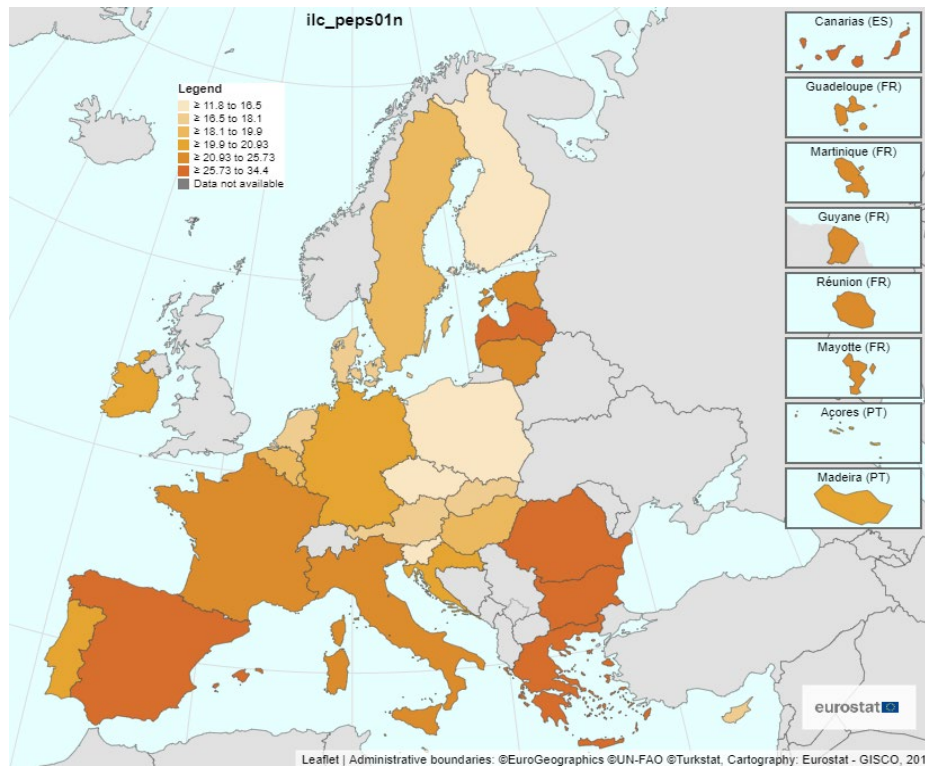 ilc_peps01n
Legend
≥ 11.8 to 16.5
≥ 16.5 to 18.1
≥ 18.1 to 19.9
≥ 19.9 to 20.93
≥ 20.93 to 25.73
≥ 25.73 to 34.4
Data not available
Canarias (ES)
Guadeloupe (FR)
Martinique (FR)
Guyane (FR)
Réunion (FR)
Mayotte (FR)
Açores (PT)
Madeira (PT)
eurostat
Leaflet | Administrative boundaries: ©EuroGeographics ©UN-FAO ©Turkstat, Cartography: Eurostat - GISCO, 201